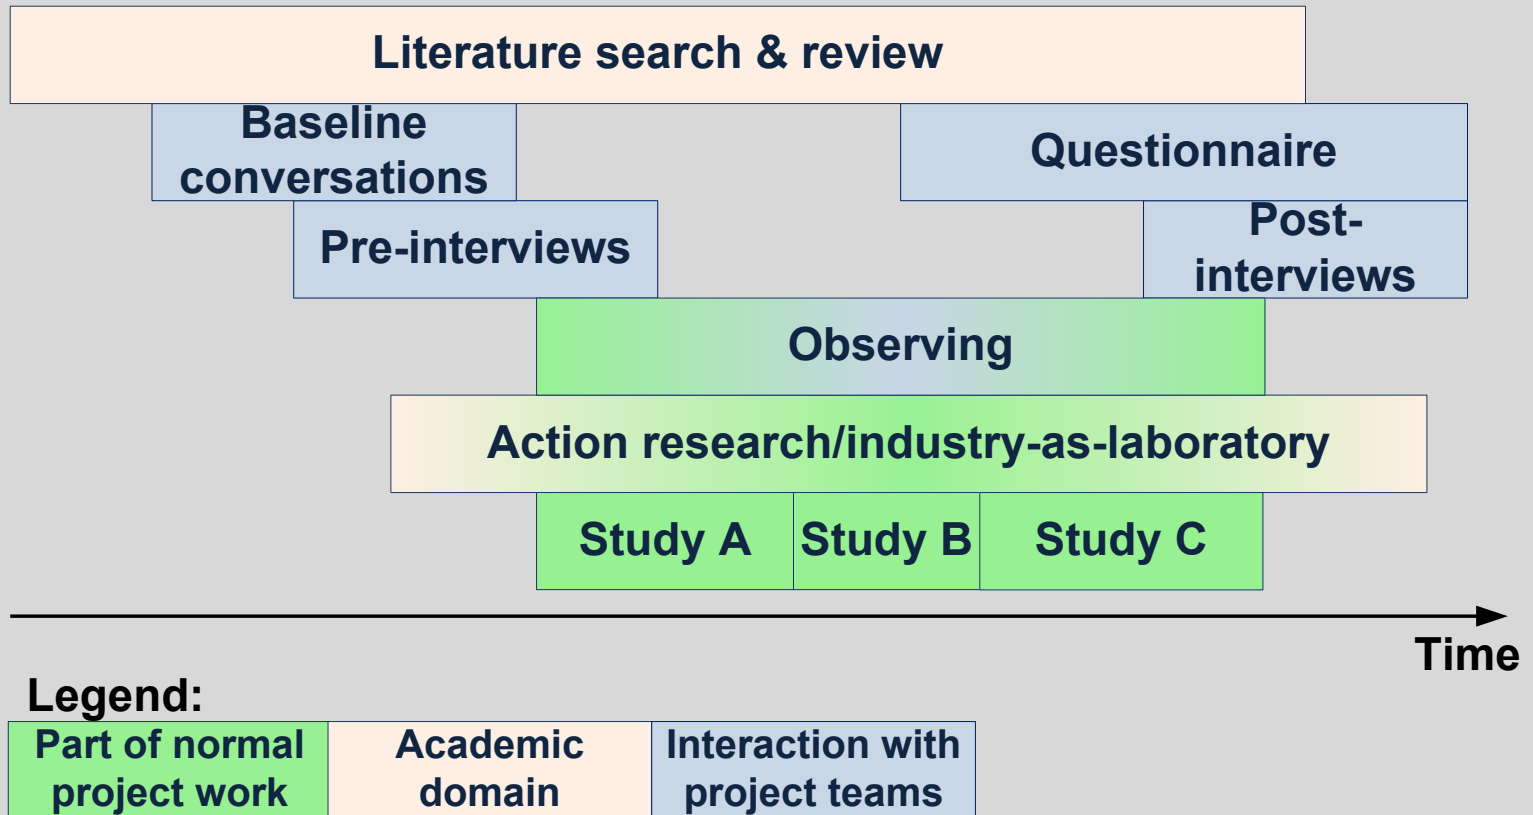 Literature search & review
Baseline
conversations
Questionnaire
Pre-interviews
Post-
interviews
Observing
Action research/industry-as-laboratory
Study A
Study B
Study C
Time
Legend:
Part of normal
project work
Academic
domain
Interaction with
project teams